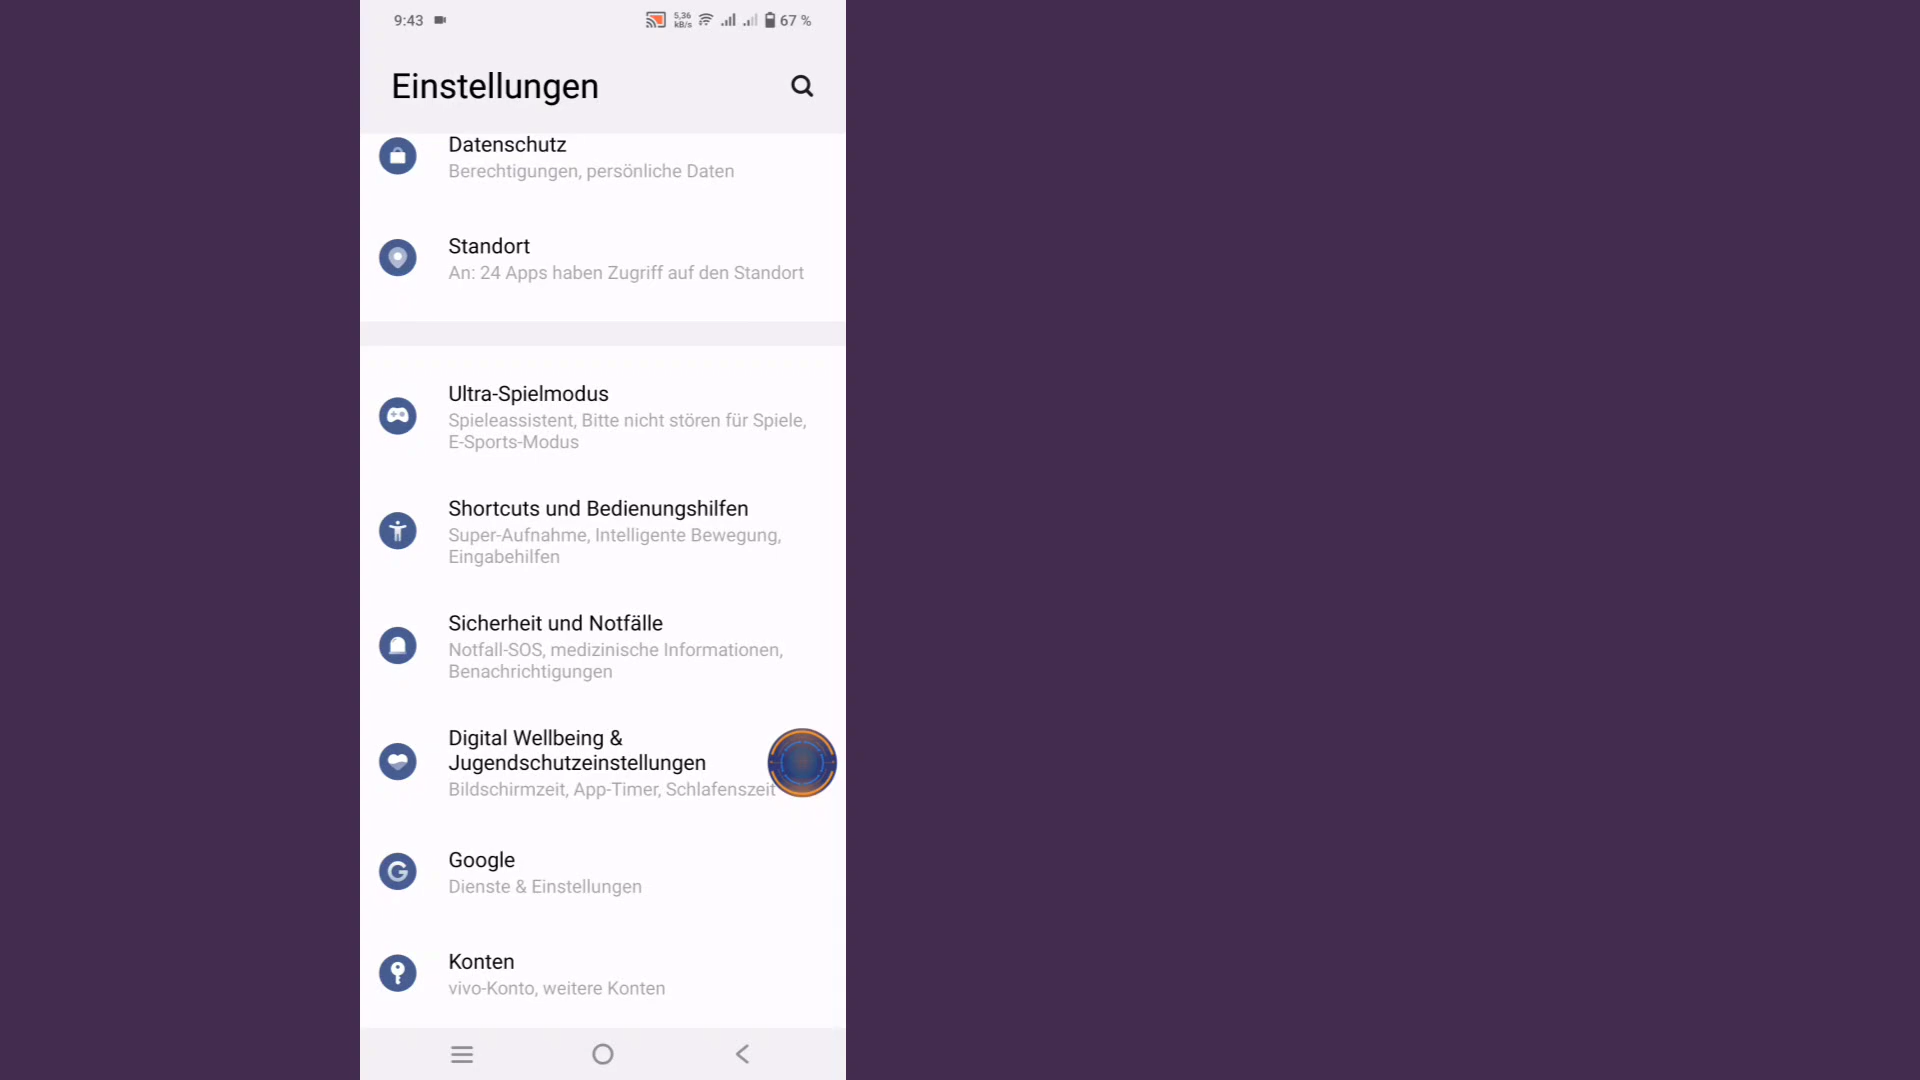 9:43
5,36
kB/s
67 %
Einstellungen
Datenschutz
Berechtigungen, persönliche Daten
Standort
An: 24 Apps haben Zugriff auf den Standort
Ultra-Spielmodus
Spieleassistent, Bitte nicht stören für Spiele,
E-Sports-Modus
Shortcuts und Bedienungshilfen
Super-Aufnahme, Intelligente Bewegung,
Eingabehilfen
Sicherheit und Notfälle
Notfall-SOS, medizinische Informationen,
Benachrichtigungen
Digital Wellbeing &
Jugendschutzeinstellungen
Bildschirmzeit, App-Timer, Schlafenszeit
Google
Dienste & Einstellungen
Konten
vivo-Konto, weitere Konten